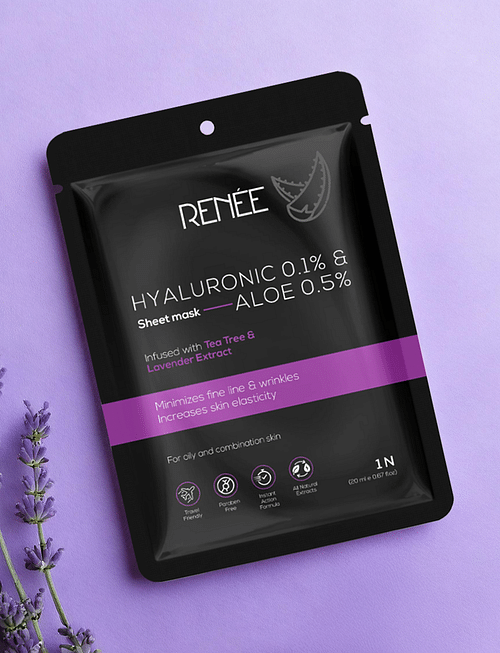 RENÉE
HYALURONIC 0.1% &
Sheet mask — ALOE 0.5%
Infused with Tea Tree &
Lavender Extract
Minimizes fine line & wrinkles
Increases skin elasticity
For oily and combination skin
Travel
Friendly
Paraben
Free
Instant
Action
Formula
All Natural
Extracts
1 N
(20 ml e 0.67 fl.oz)